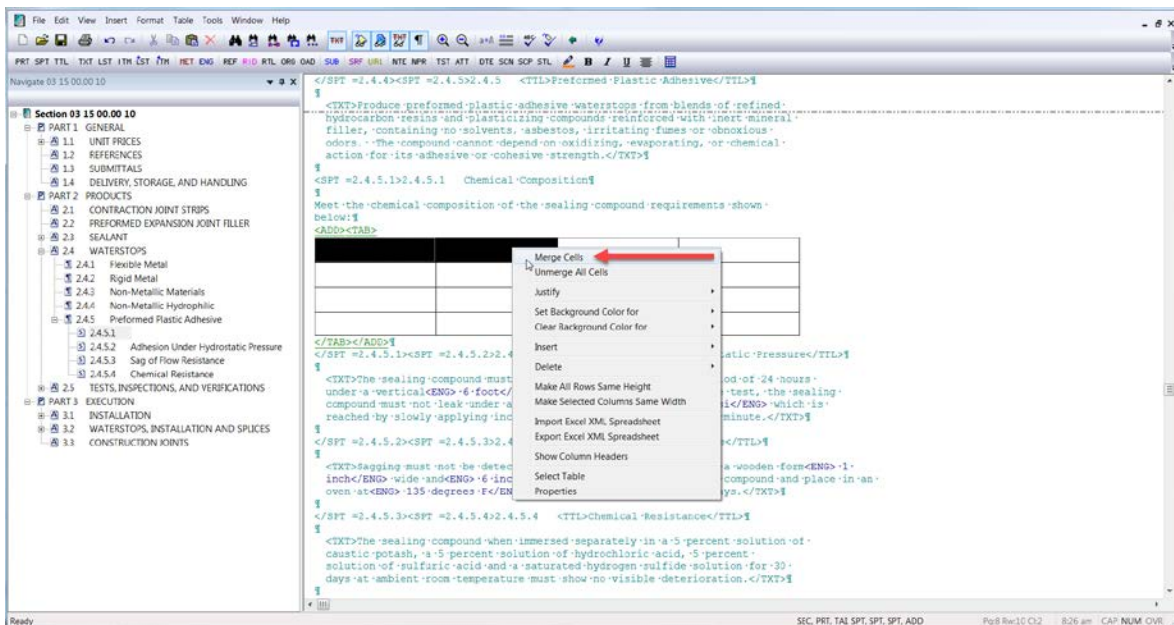 File Edit View Insert Format Table Tools Window Help
PRT SPT TTL TXT LST ITM LST ITM MET ENG REF RID RTL ORG OAD SUB SRF URL NTE NPR TST ATT DTE SCN SCP STL B I U
Navigate 03 15 00.00 10
Section 03 15 00.00 10
PART 1 GENERAL
1.1 UNIT PRICES
1.2 REFERENCES
1.3 SUBMITTALS
1.4 DELIVERY, STORAGE, AND HANDLING
PART 2 PRODUCTS
2.1 CONTRACTION JOINT STRIPS
2.2 PREFORMED EXPANSION JOINT FILLER
2.3 SEALANT
2.4 WATERSTOPS
2.4.1 Flexible Metal
2.4.2 Rigid Metal
2.4.3 Non-Metallic Materials
2.4.4 Non-Metallic Hydrophilic
2.4.5 Preformed Plastic Adhesive
2.4.5.1
2.4.5.2 Adhesion Under Hydrostatic Pressure
2.4.5.3 Sag of Flow Resistance
2.4.5.4 Chemical Resistance
2.5 TESTS, INSPECTIONS, AND VERIFICATIONS
PART 3 EXECUTION
3.1 INSTALLATION
3.2 WATERSTOPS, INSTALLATION AND SPLICES
3.3 CONSTRUCTION JOINTS
</SPT =2.4.4><SPT =2.4.5>2.4.5 <TTL>Preformed·Plastic·Adhesive</TTL>¶
¶
<TXT>Produce·preformed·plastic·adhesive·waterstops·from·blends·of·refined·
hydrocarbon·resins·and·plasticizing·compounds·reinforced·with·inert·mineral·
filler,·containing·no·solvents,·asbestos,·irritating·fumes·or·obnoxious·
odors.··The·compound·cannot·depend·on·oxidizing,·evaporating,·or·chemical·
action·for·its·adhesive·or·cohesive·strength.</TXT>¶
¶
<SPT =2.4.5.1>2.4.5.1 Chemical·Composition¶
¶
Meet·the·chemical·composition·of·the·sealing·compound·requirements·shown·
below:¶
<ADD><TAB>
Merge Cells
Unmerge All Cells
Justify
Set Background Color for
Clear Background Color for
Insert
Delete
Make All Rows Same Height
Make Selected Columns Same Width
Import Excel XML Spreadsheet
Export Excel XML Spreadsheet
Show Column Headers
Select Table
Properties
</TAB></ADD>¶
</SPT =2.4.5.1><SPT =2.4.5.2>2.4 atic·Pressure</TTL>¶
¶
<TXT>The·sealing·compound·must od·of·24·hours·
under·a·vertical<ENG>·6·foot</ ·test,·the·sealing·
compound·must·not·leak·under·a i</ENG>·which·is·
reached·by·slowly·applying·inc minute.</TXT>¶
¶
</SPT =2.4.5.2><SPT =2.4.5.3>2.4 e</TTL>¶
¶
<TXT>Sagging·must·not·be·detec a·wooden·form<ENG>·1·
inch</ENG>·wide·and<ENG>·6·inc compound·and·place·in·an·
oven·at<ENG>·135·degrees·F</EN ys.</TXT>¶
¶
</SPT =2.4.5.3><SPT =2.4.5.4>2.4.5.4 <TTL>Chemical·Resistance</TTL>¶
¶
<TXT>The·sealing·compound·when·immersed·separately·in·a·5·percent·solution·of·
caustic·potash,·a·5·percent·solution·of·hydrochloric·acid,·5·percent·
solution·of·sulfuric·acid·and·a·saturated·hydrogen·sulfide·solution·for·30·
days·at·ambient·room·temperature·must·show·no·visible·deterioration.</TXT>¶
¶
Ready SEC, PRT, TAI, SPT, SPT, SPT, ADD Pg:8 Rw:10 Cl:2 8:26 am CAP NUM OVR